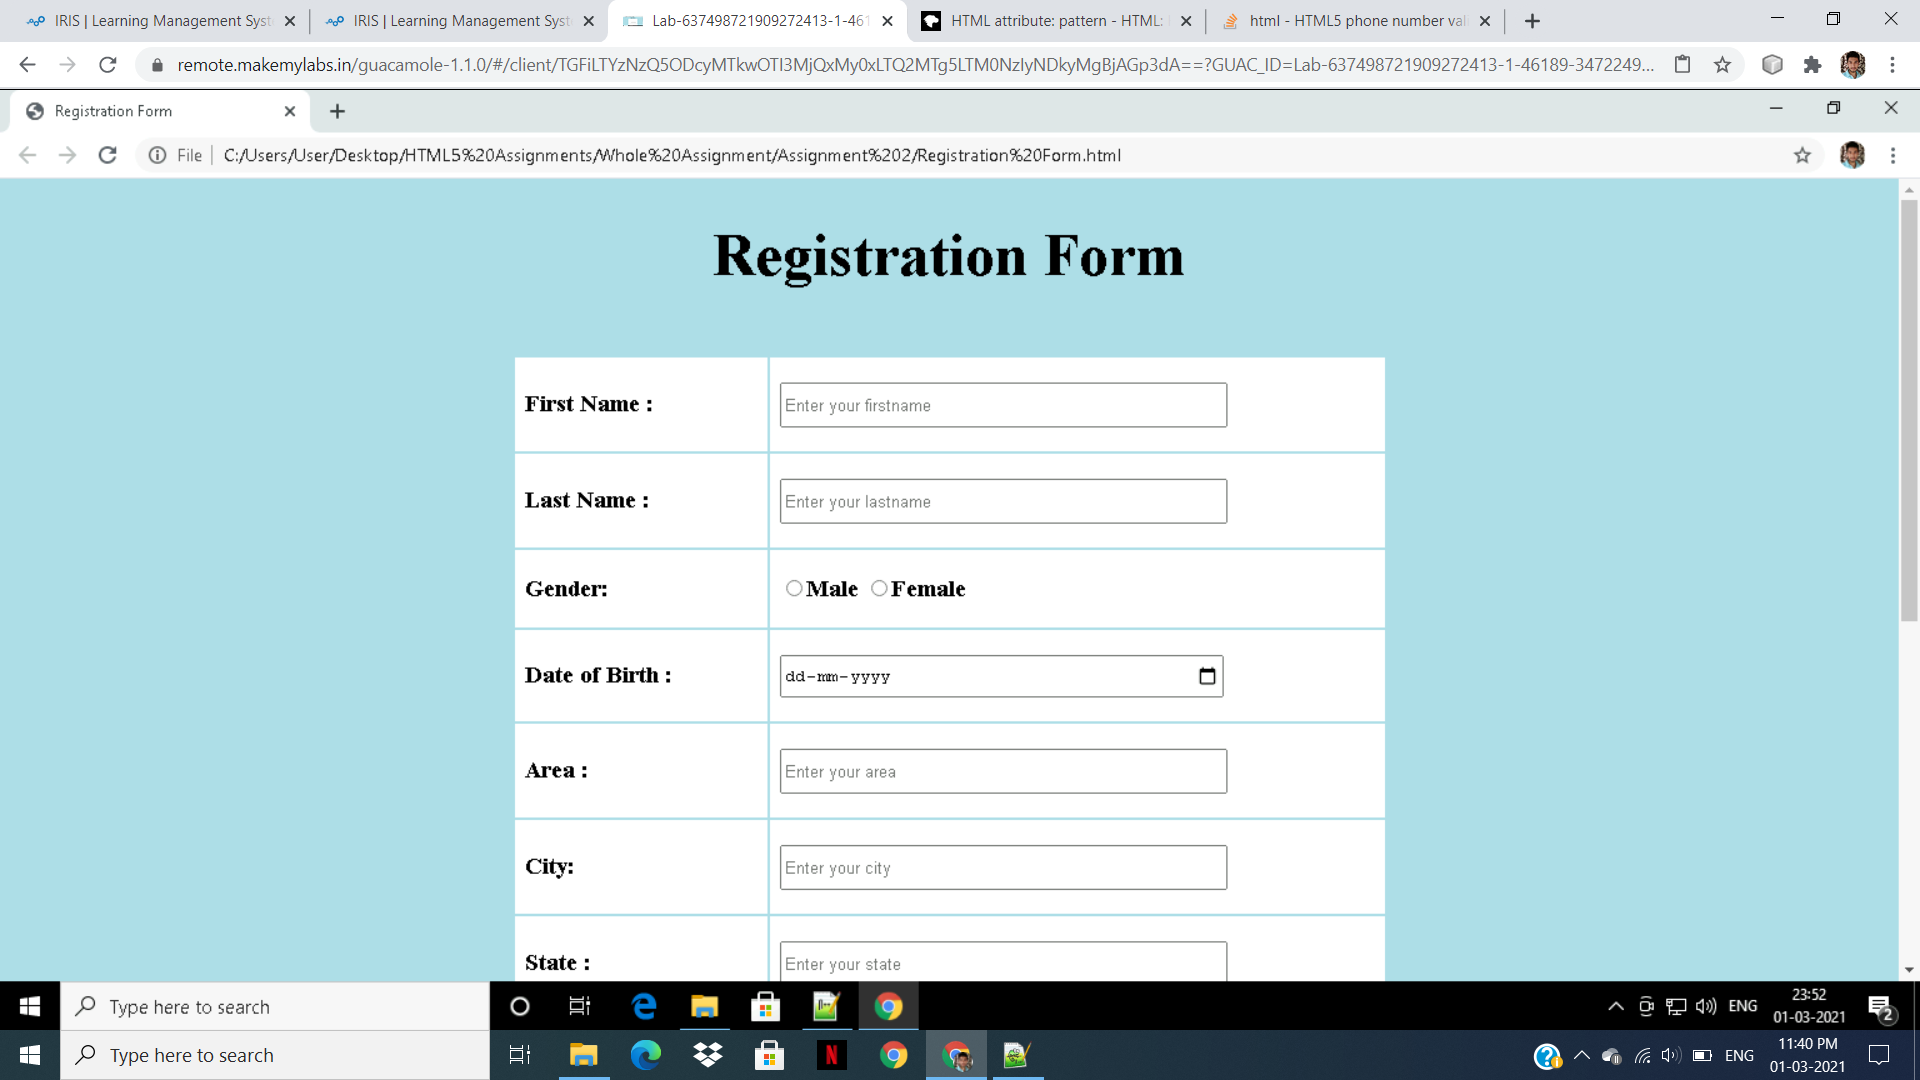 IRIS | Learning Management Syst
IRIS | Learning Management Syst
Lab-637498721909272413-1-461
HTML attribute: pattern - HTML:
html - HTML5 phone number val
remote.makemylabs.in/guacamole-1.1.0/#/client/TGFiLTYzNzQ5ODcyMTkwOTI3MjQxMy0xLTQ2MTg5LTM0NzIyNDkyMgBjAGp3dA==?GUAC_ID=Lab-637498721909272413-1-46189-3472249...
Registration Form
File
C:/Users/User/Desktop/HTML5%20Assignments/Whole%20Assignment/Assignment%202/Registration%20Form.html
Registration Form
First Name :
Enter your firstname
Last Name :
Enter your lastname
Gender:
Male Female
Date of Birth :
dd-mm-yyyy
Area :
Enter your area
City:
Enter your city
State :
Enter your state
Type here to search
ENG
23:52
01-03-2021
2
Type here to search
ENG
11:40 PM
01-03-2021